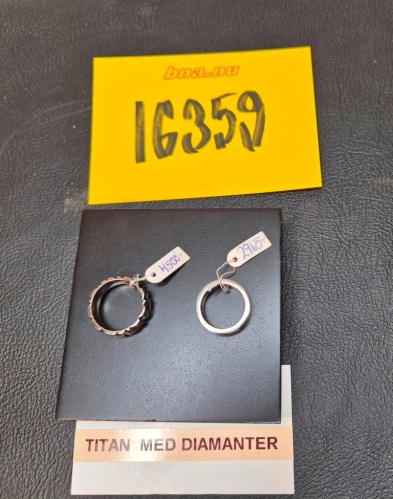 bna.nu
16359
4500-
2965-
TITAN MED DIAMANTER